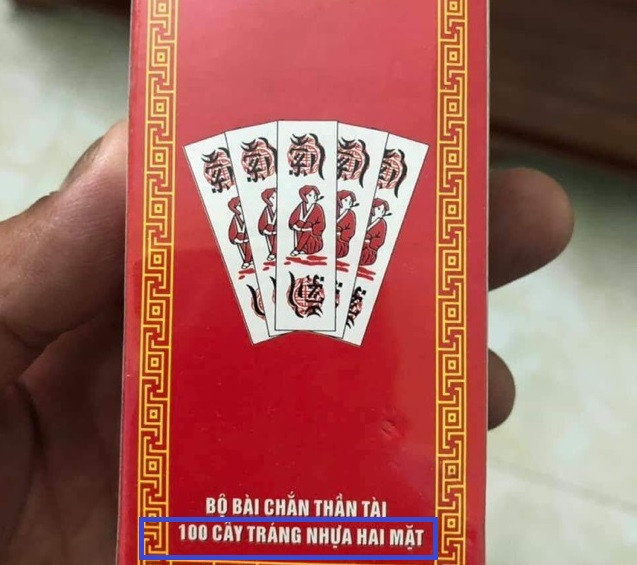 BỘ BÀI CHẮN THẦN TÀI
100 CÂY TRÁNG NHỰA HAI MẶT